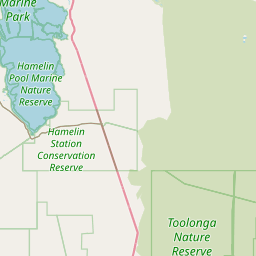 Marine
Park
Hamelin
Pool Marine
Nature
Reserve
Hamelin
Station
Conservation
Reserve
Toolonga
Nature
Reserve